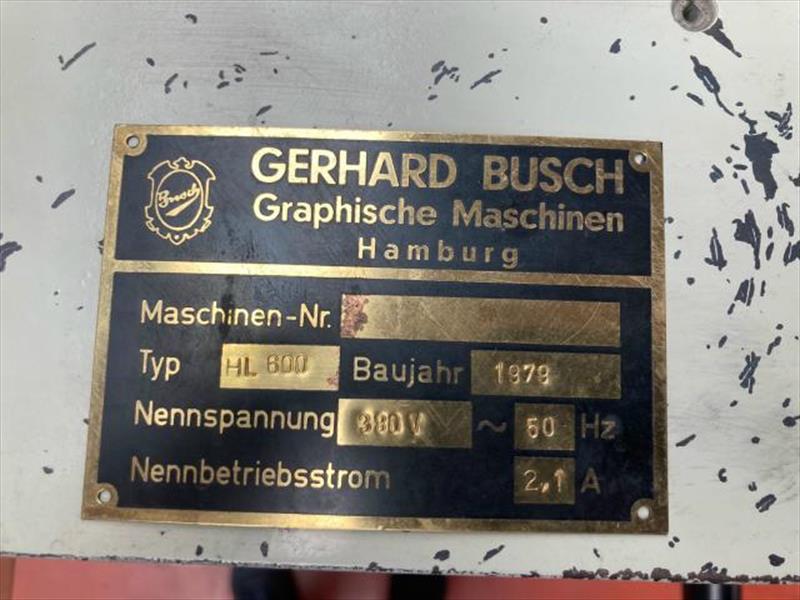 Busch
GERHARD BUSCH
Graphische Maschinen
Hamburg
Maschinen-Nr.
Typ HL 600 Baujahr 1979
Nennspannung 380 V ~ 50 Hz
Nennbetriebsstrom 2,1 A